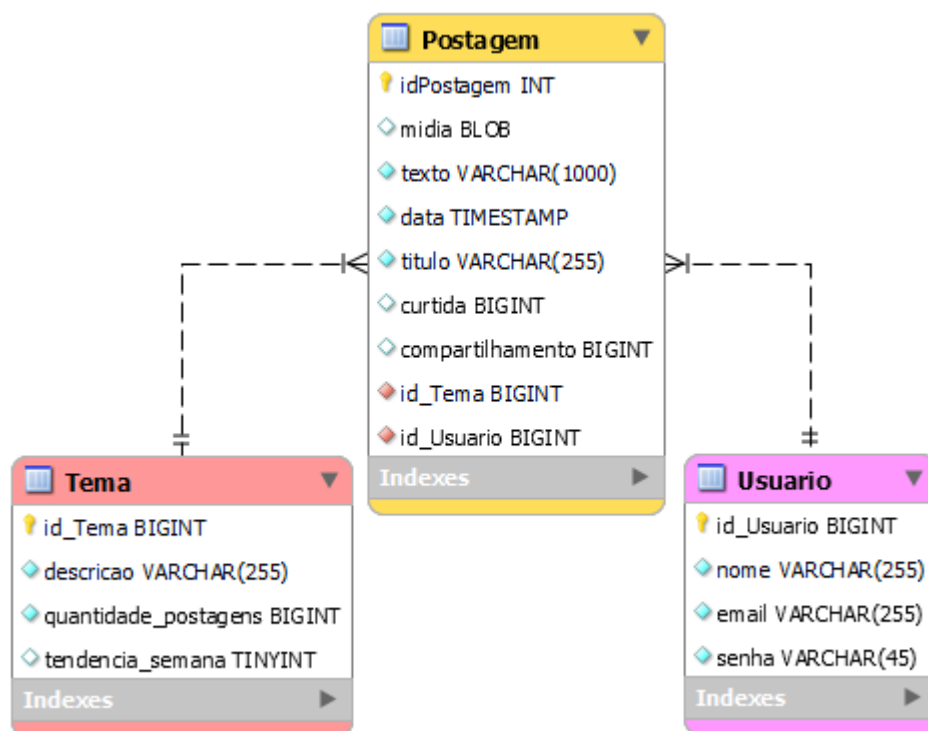 Postagem
idPostagem INT
midia BLOB
texto VARCHAR(1000)
data TIMESTAMP
titulo VARCHAR(255)
curtida BIGINT
compartilhamento BIGINT
id_Tema BIGINT
id_Usuario BIGINT
Indexes
Tema
id_Tema BIGINT
descricao VARCHAR(255)
quantidade_postagens BIGINT
tendencia_semana TINYINT
Indexes
Usuario
id_Usuario BIGINT
nome VARCHAR(255)
email VARCHAR(255)
senha VARCHAR(45)
Indexes